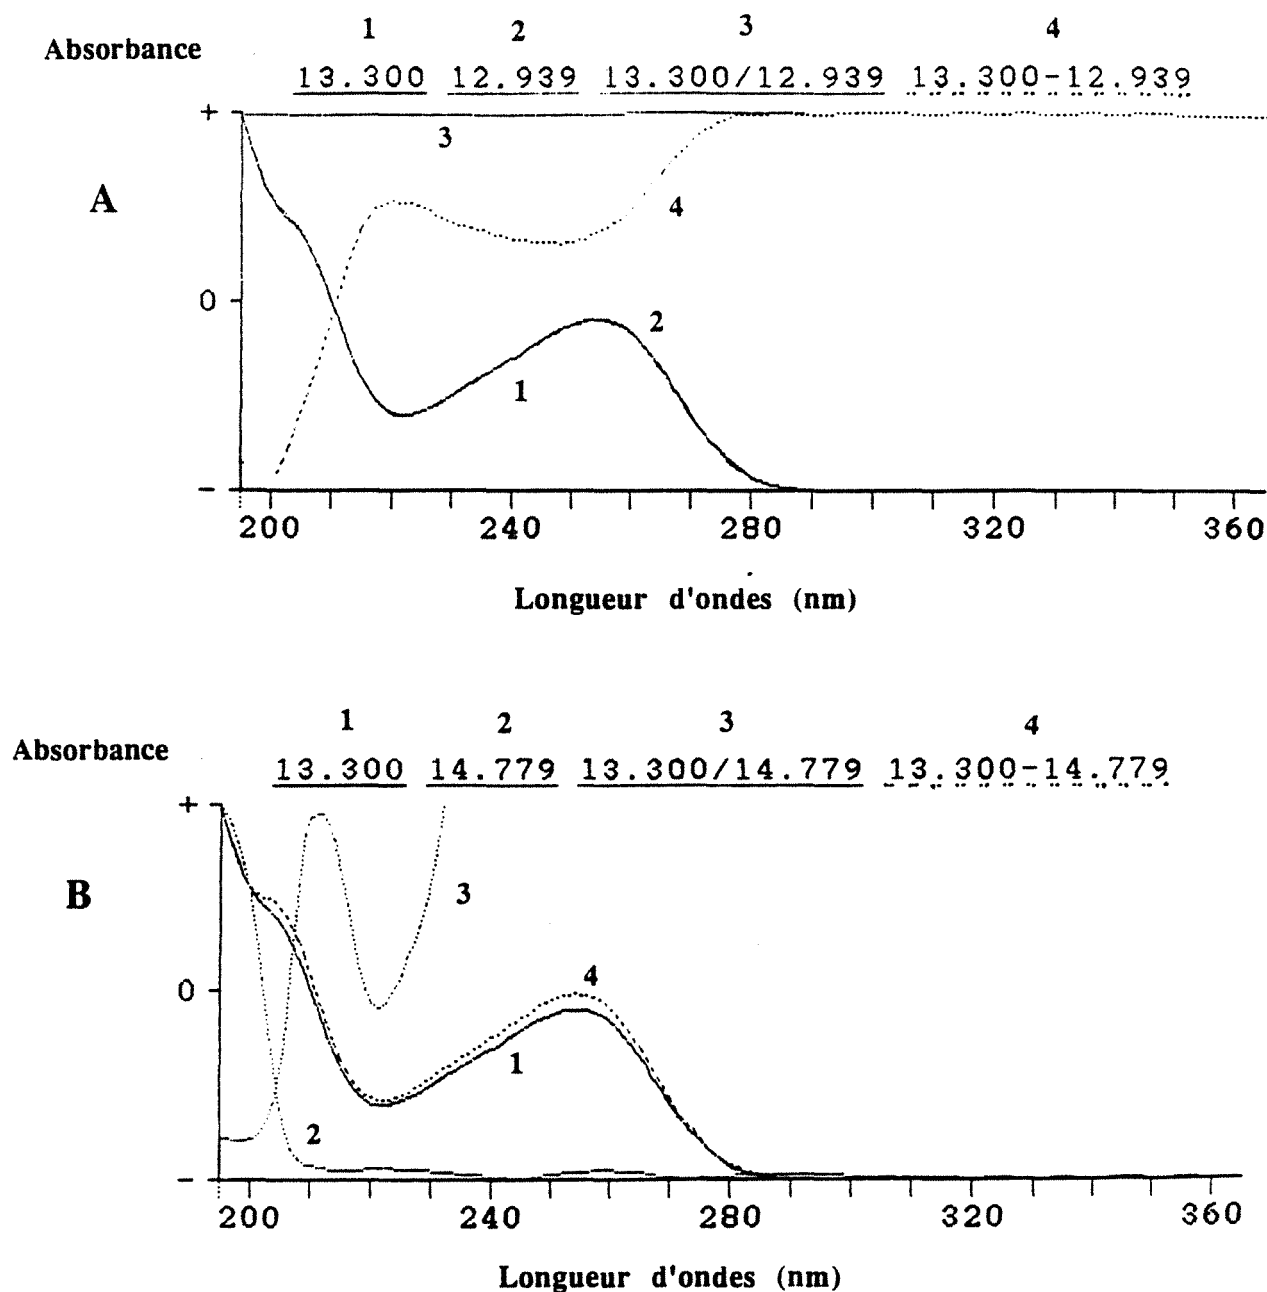 1 2 3 4
Absorbance
13.300 12.939 13.300/12.939 13.300-12.939
+
3
A
4
0
2
1
-
200 240 280 320 360
Longueur d'ondes (nm)
1 2 3 4
Absorbance
13.300 14.779 13.300/14.779 13.300-14.779
+
B
3
4
0
1
2
-
200 240 280 320 360
Longueur d'ondes (nm)